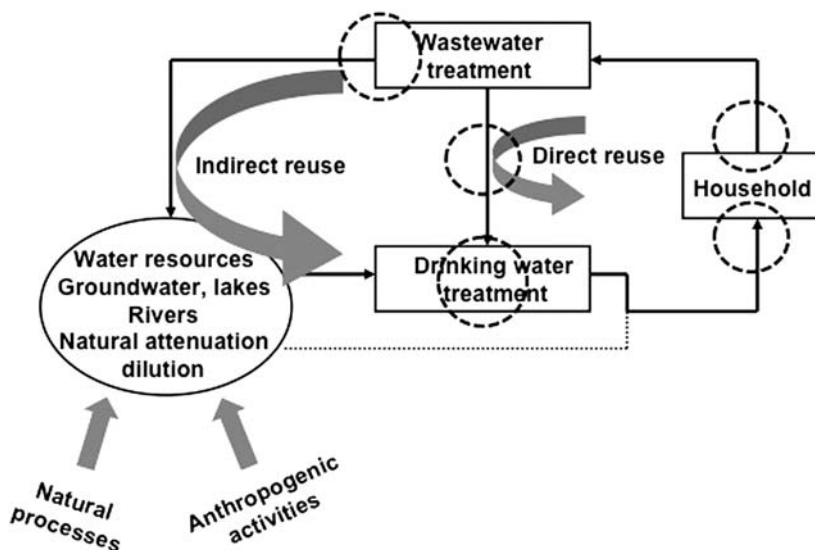 Wastewater
treatment
Indirect reuse
Direct reuse
Household
Water resources
Groundwater, lakes
Rivers
Natural attenuation
dilution
Drinking water
treatment
Natural
processes
Anthropogenic
activities